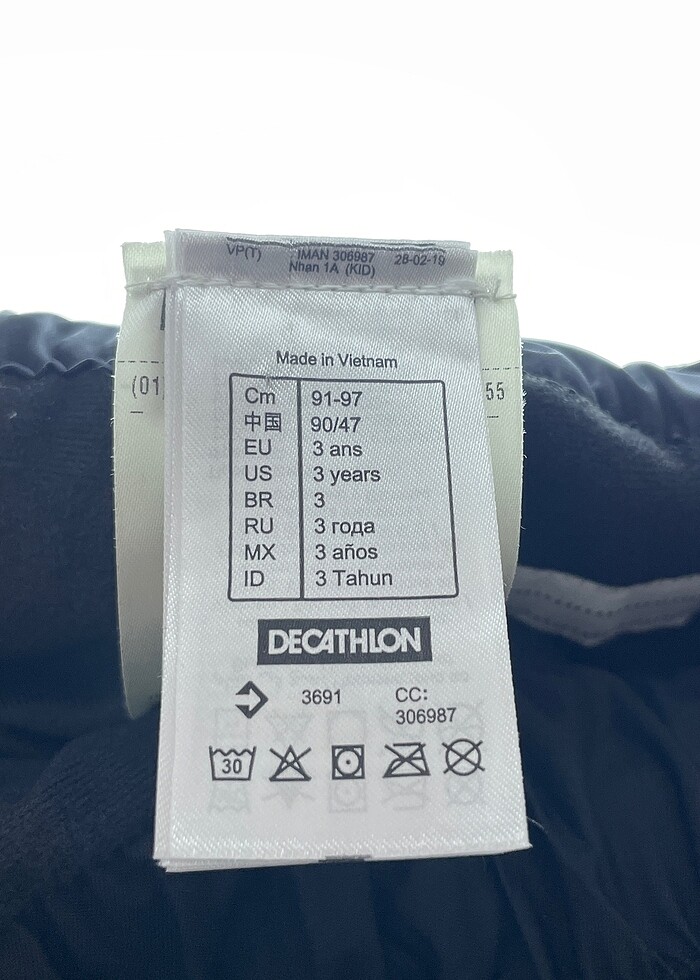 VP(T) IMAN 306987 28-02-19
Nhan 1A (KID)
(01)
55
Made in Vietnam
Cm 91-97
中国 90/47
EU 3 ans
US 3 years
BR 3
RU 3 года
MX 3 años
ID 3 Tahun
DECATHLON
3691 CC:
306987
30